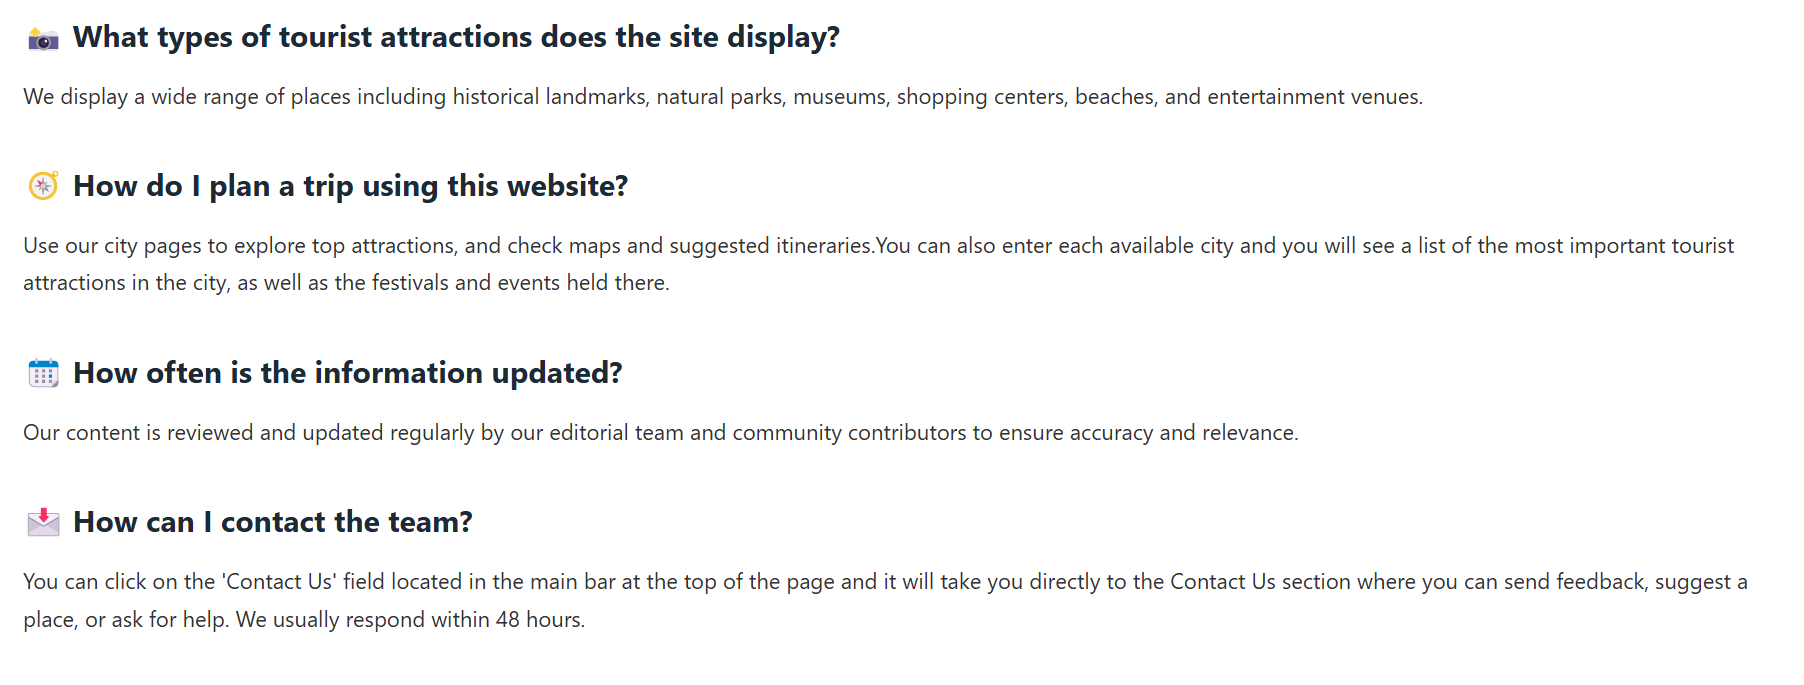 What types of tourist attractions does the site display?
We display a wide range of places including historical landmarks, natural parks, museums, shopping centers, beaches, and entertainment venues.
How do I plan a trip using this website?
Use our city pages to explore top attractions, and check maps and suggested itineraries.You can also enter each available city and you will see a list of the most important tourist
attractions in the city, as well as the festivals and events held there.
How often is the information updated?
Our content is reviewed and updated regularly by our editorial team and community contributors to ensure accuracy and relevance.
How can I contact the team?
You can click on the 'Contact Us' field located in the main bar at the top of the page and it will take you directly to the Contact Us section where you can send feedback, suggest a
place, or ask for help. We usually respond within 48 hours.